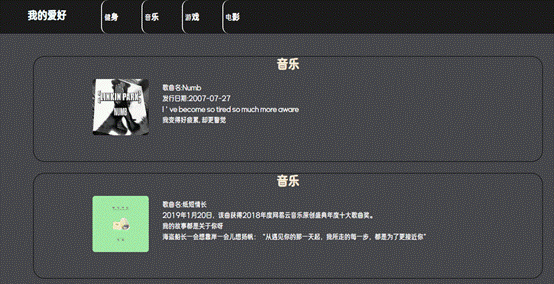 我的爱好
健身
音乐
游戏
电影
音乐
LINKIN PARK
NUMB
歌曲名:Numb
发行日期:2007-07-27
I've become so tired so much more aware
我变得好疲累,却更警觉
音乐
歌曲名:纸短情长
2019年1月20日，该曲获得2018年度网易云音乐原创盛典年度十大歌曲奖。
我的故事都是关于你呀
海盗船长一会想靠岸一会儿想扬帆：“从遇见你的那一天起，我所走的每一步，都是为了更接近你”